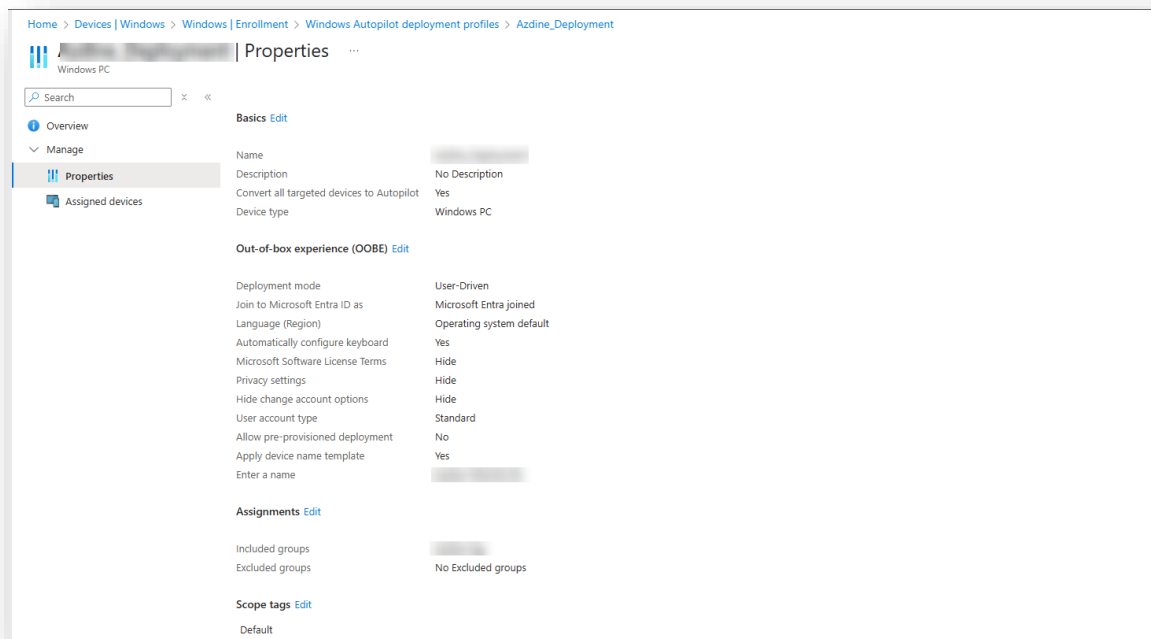 Home > Devices | Windows > Windows | Enrollment > Windows Autopilot deployment profiles > Azdine_Deployment
| Properties ...
Windows PC
Search
Overview
Manage
Properties
Assigned devices
Basics Edit
Name
Description No Description
Convert all targeted devices to Autopilot Yes
Device type Windows PC
Out-of-box experience (OOBE) Edit
Deployment mode User-Driven
Join to Microsoft Entra ID as Microsoft Entra joined
Language (Region) Operating system default
Automatically configure keyboard Yes
Microsoft Software License Terms Hide
Privacy settings Hide
Hide change account options Hide
User account type Standard
Allow pre-provisioned deployment No
Apply device name template Yes
Enter a name
Assignments Edit
Included groups
Excluded groups No Excluded groups
Scope tags Edit
Default